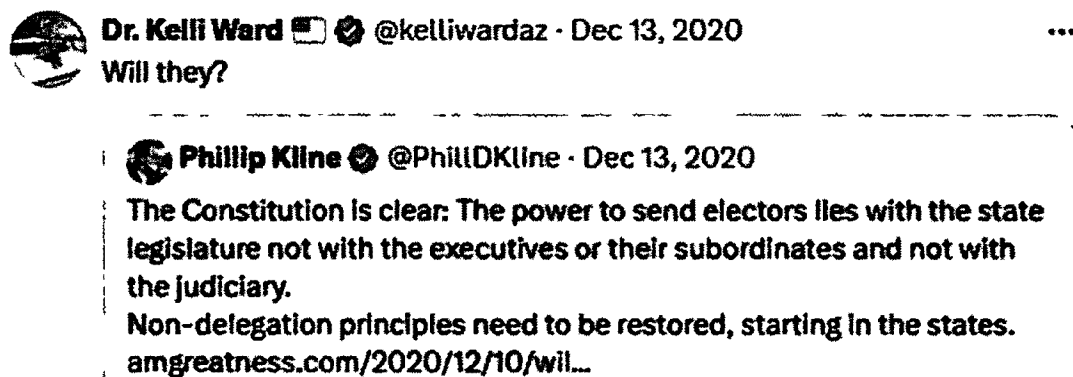 Dr. Kelli Ward @kelliwardaz · Dec 13, 2020
Will they?
Phillip Kline @PhillDKline · Dec 13, 2020
The Constitution is clear: The power to send electors lies with the state
legislature not with the executives or their subordinates and not with
the judiciary.
Non-delegation principles need to be restored, starting in the states.
amgreatness.com/2020/12/10/wil...